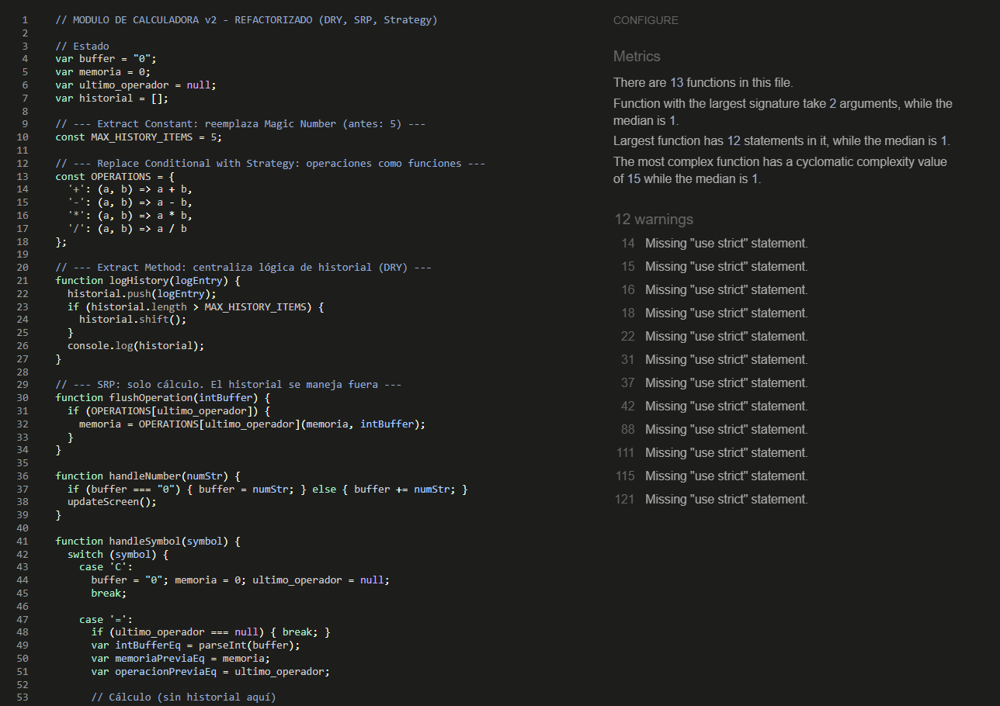 1 // MODULO DE CALCULADORA v2 - REFACTORIZADO (DRY, SRP, Strategy)
2
3 // Estado
4 var buffer = "0";
5 var memoria = 0;
6 var ultimo_operador = null;
7 var historial = [];
8
9 // --- Extract Constant: reemplaza Magic Number (antes: 5) ---
10 const MAX_HISTORY_ITEMS = 5;
11
12 // --- Replace Conditional with Strategy: operaciones como funciones ---
13 const OPERATIONS = {
14   '+': (a, b) => a + b,
15   '-': (a, b) => a - b,
16   '*': (a, b) => a * b,
17   '/': (a, b) => a / b
18 };
19
20 // --- Extract Method: centraliza lógica de historial (DRY) ---
21 function logHistory(logEntry) {
22   historial.push(logEntry);
23   if (historial.length > MAX_HISTORY_ITEMS) {
24     historial.shift();
25   }
26   console.log(historial);
27 }
28
29 // --- SRP: solo cálculo. El historial se maneja fuera ---
30 function flushOperation(intBuffer) {
31   if (OPERATIONS[ultimo_operador]) {
32     memoria = OPERATIONS[ultimo_operador](memoria, intBuffer);
33   }
34 }
35
36 function handleNumber(numStr) {
37   if (buffer === "0") { buffer = numStr; } else { buffer += numStr; }
38   updateScreen();
39 }
40
41 function handleSymbol(symbol) {
42   switch (symbol) {
43     case 'C':
44       buffer = "0"; memoria = 0; ultimo_operador = null;
45       break;
46
47     case '=':
48       if (ultimo_operador === null) { break; }
49       var intBufferEq = parseInt(buffer);
50       var memoriaPreviaEq = memoria;
51       var operacionPreviaEq = ultimo_operador;
52
53       // Cálculo (sin historial aquí)
CONFIGURE
Metrics
There are 13 functions in this file.
Function with the largest signature take 2 arguments, while the
median is 1.
Largest function has 12 statements in it, while the median is 1.
The most complex function has a cyclomatic complexity value
of 15 while the median is 1.
12 warnings
14 Missing "use strict" statement.
15 Missing "use strict" statement.
16 Missing "use strict" statement.
18 Missing "use strict" statement.
22 Missing "use strict" statement.
31 Missing "use strict" statement.
37 Missing "use strict" statement.
42 Missing "use strict" statement.
88 Missing "use strict" statement.
111 Missing "use strict" statement.
115 Missing "use strict" statement.
121 Missing "use strict" statement.